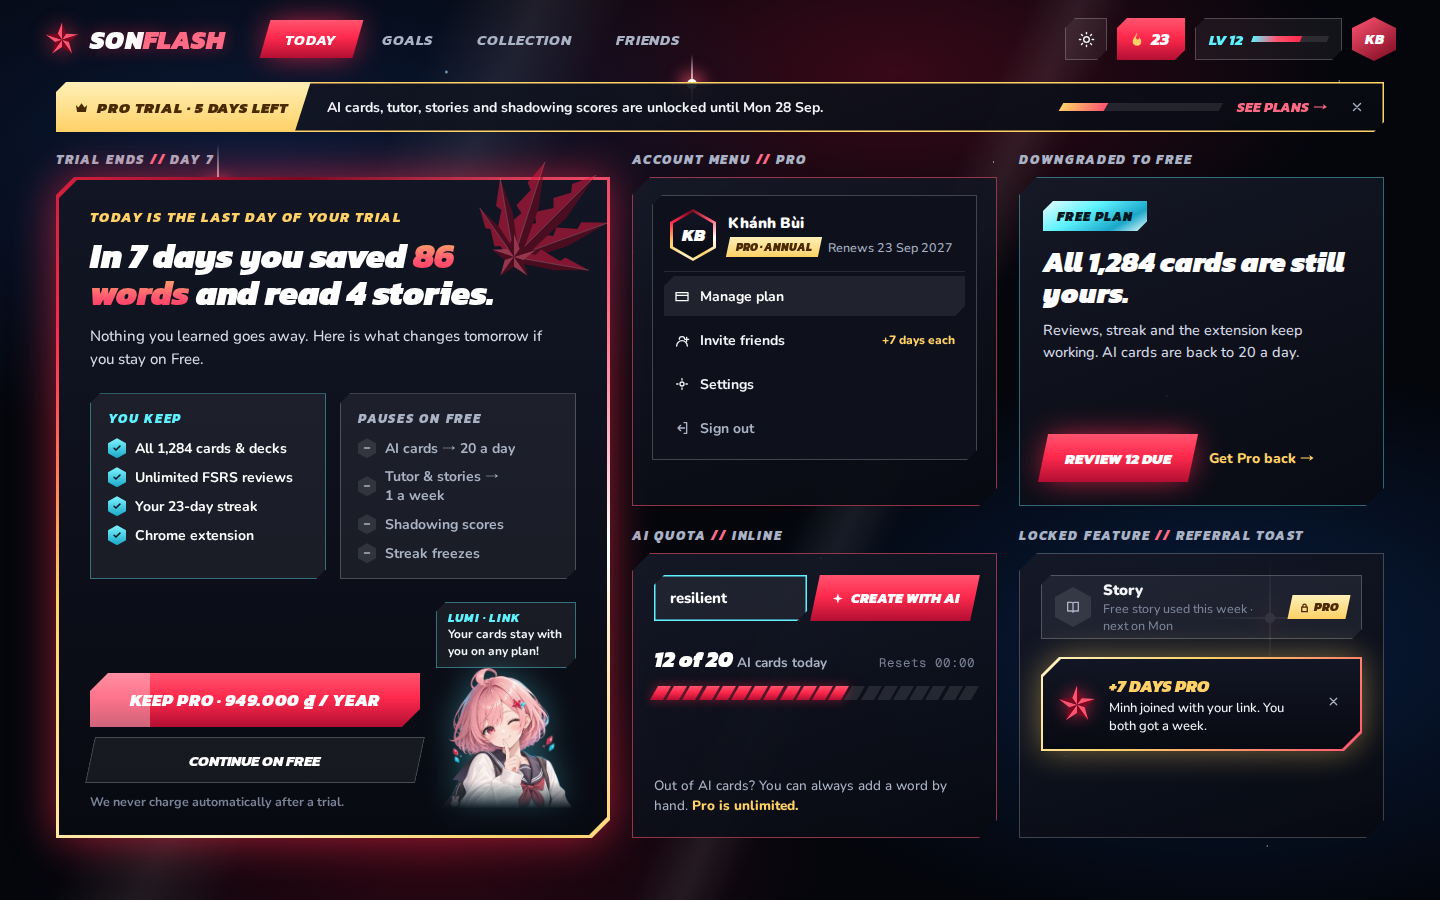 SONFLASH
TODAY
GOALS
COLLECTION
FRIENDS
23
LV 12
KB
PRO TRIAL · 5 DAYS LEFT
AI cards, tutor, stories and shadowing scores are unlocked until Mon 28 Sep.
SEE PLANS →
TRIAL ENDS // DAY 7
TODAY IS THE LAST DAY OF YOUR TRIAL
In 7 days you saved 86
words and read 4 stories.
Nothing you learned goes away. Here is what changes tomorrow if
you stay on Free.
YOU KEEP
All 1,284 cards & decks
Unlimited FSRS reviews
Your 23-day streak
Chrome extension
PAUSES ON FREE
AI cards → 20 a day
Tutor & stories →
1 a week
Shadowing scores
Streak freezes
LUMI · LINK
Your cards stay with
you on any plan!
KEEP PRO · 949.000 ₫ / YEAR
CONTINUE ON FREE
We never charge automatically after a trial.
ACCOUNT MENU // PRO
KB
Khánh Bùi
PRO · ANNUAL
Renews 23 Sep 2027
Manage plan
Invite friends
+7 days each
Settings
Sign out
DOWNGRADED TO FREE
FREE PLAN
All 1,284 cards are still
yours.
Reviews, streak and the extension keep
working. AI cards are back to 20 a day.
REVIEW 12 DUE
Get Pro back →
AI QUOTA // INLINE
resilient
CREATE WITH AI
12 of 20 AI cards today
Resets 00:00
Out of AI cards? You can always add a word by
hand. Pro is unlimited.
LOCKED FEATURE // REFERRAL TOAST
Story
Free story used this week ·
next on Mon
PRO
+7 DAYS PRO
Minh joined with your link. You
both got a week.